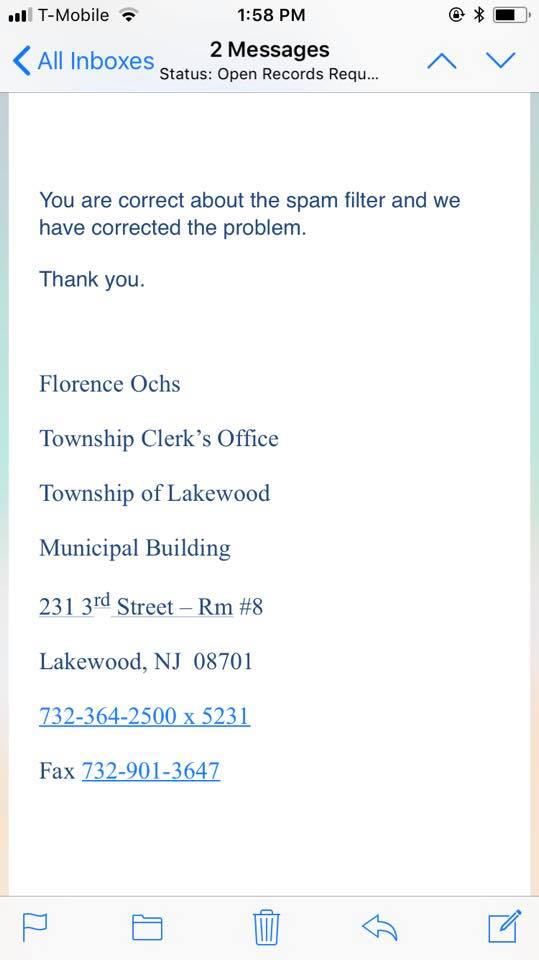 T-Mobile 1:58 PM
All Inboxes
2 Messages
Status: Open Records Requ...
You are correct about the spam filter and we
have corrected the problem.
Thank you.
Florence Ochs
Township Clerk’s Office
Township of Lakewood
Municipal Building
231 3rd Street – Rm #8
Lakewood, NJ 08701
732-364-2500 x 5231
Fax 732-901-3647